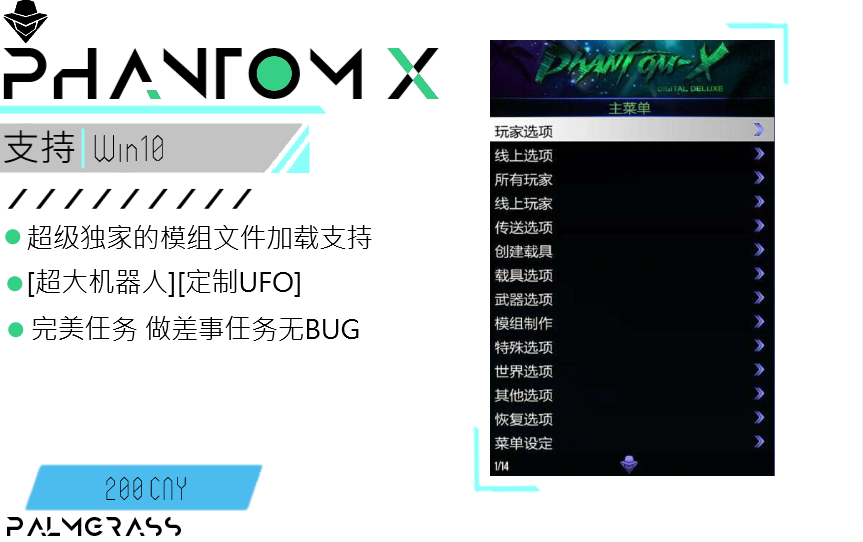 PHANTOM X
支持 Win10
超级独家的模组文件加载支持
[超大机器人][定制UFO]
完美任务 做差事任务无BUG
200 CNY
PALMGRASS
PHANTOM-X
DIGITAL DELUXE
主菜单
玩家选项
线上选项
所有玩家
线上玩家
传送选项
创建载具
载具选项
武器选项
模组制作
特殊选项
世界选项
其他选项
恢复选项
菜单设定
1/14